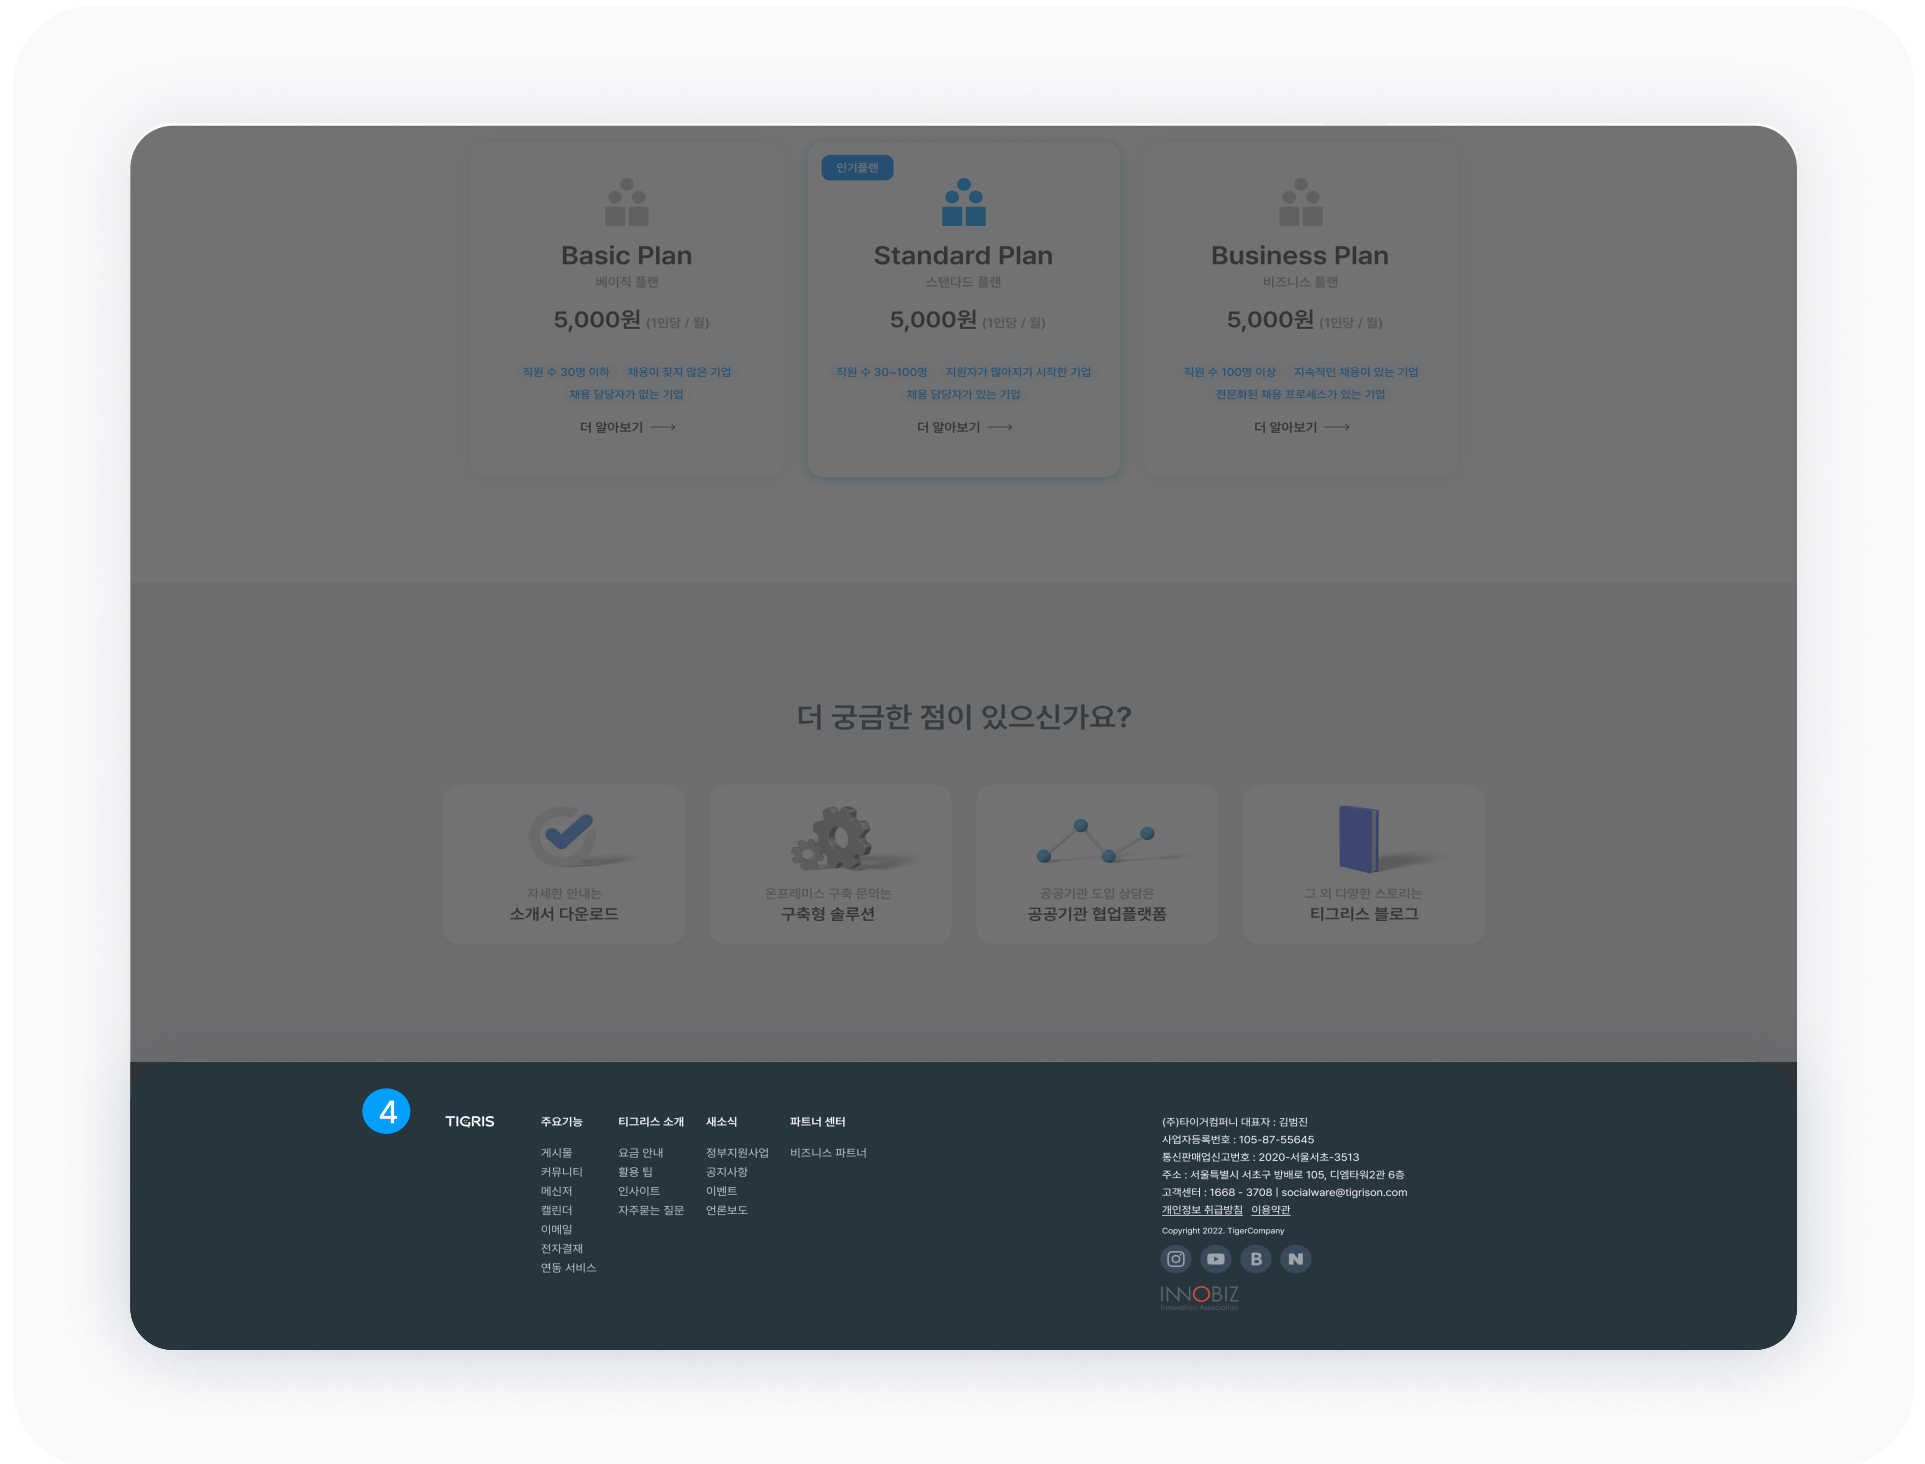 인기플랜
Basic Plan
베이직 플랜
5,000원 (1인당 / 월)
직원 수 30명 이하 채용이 잦지 않은 기업
채용 담당자가 없는 기업
더 알아보기
Standard Plan
스탠다드 플랜
5,000원 (1인당 / 월)
직원 수 30~100명 지원자가 많아지기 시작한 기업
채용 담당자가 있는 기업
더 알아보기
Business Plan
비즈니스 플랜
5,000원 (1인당 / 월)
직원 수 100명 이상 지속적인 채용이 있는 기업
전문화된 채용 프로세스가 있는 기업
더 알아보기
더 궁금한 점이 있으신가요?
자세한 안내는
소개서 다운로드
온프레미스 구축 문의는
구축형 솔루션
공공기관 도입 상담은
공공기관 협업플랫폼
그 외 다양한 스토리는
티그리스 블로그
4
TIGRIS
주요기능
게시물
커뮤니티
메신저
캘린더
이메일
전자결재
연동 서비스
티그리스 소개
요금 안내
활용 팁
인사이트
자주묻는 질문
새소식
정부지원사업
공지사항
이벤트
언론보도
파트너 센터
비즈니스 파트너
(주)타이거컴퍼니 대표자 : 김범진
사업자등록번호 : 105-87-55645
통신판매업신고번호 : 2020-서울서초-3513
주소 : 서울특별시 서초구 방배로 105, 디엠타워2관 6층
고객센터 : 1668 - 3708 | socialware@tigrison.com
개인정보 취급방침 이용약관
Copyright 2022. TigerCompany
B N
INNOBIZ
Innovation Association